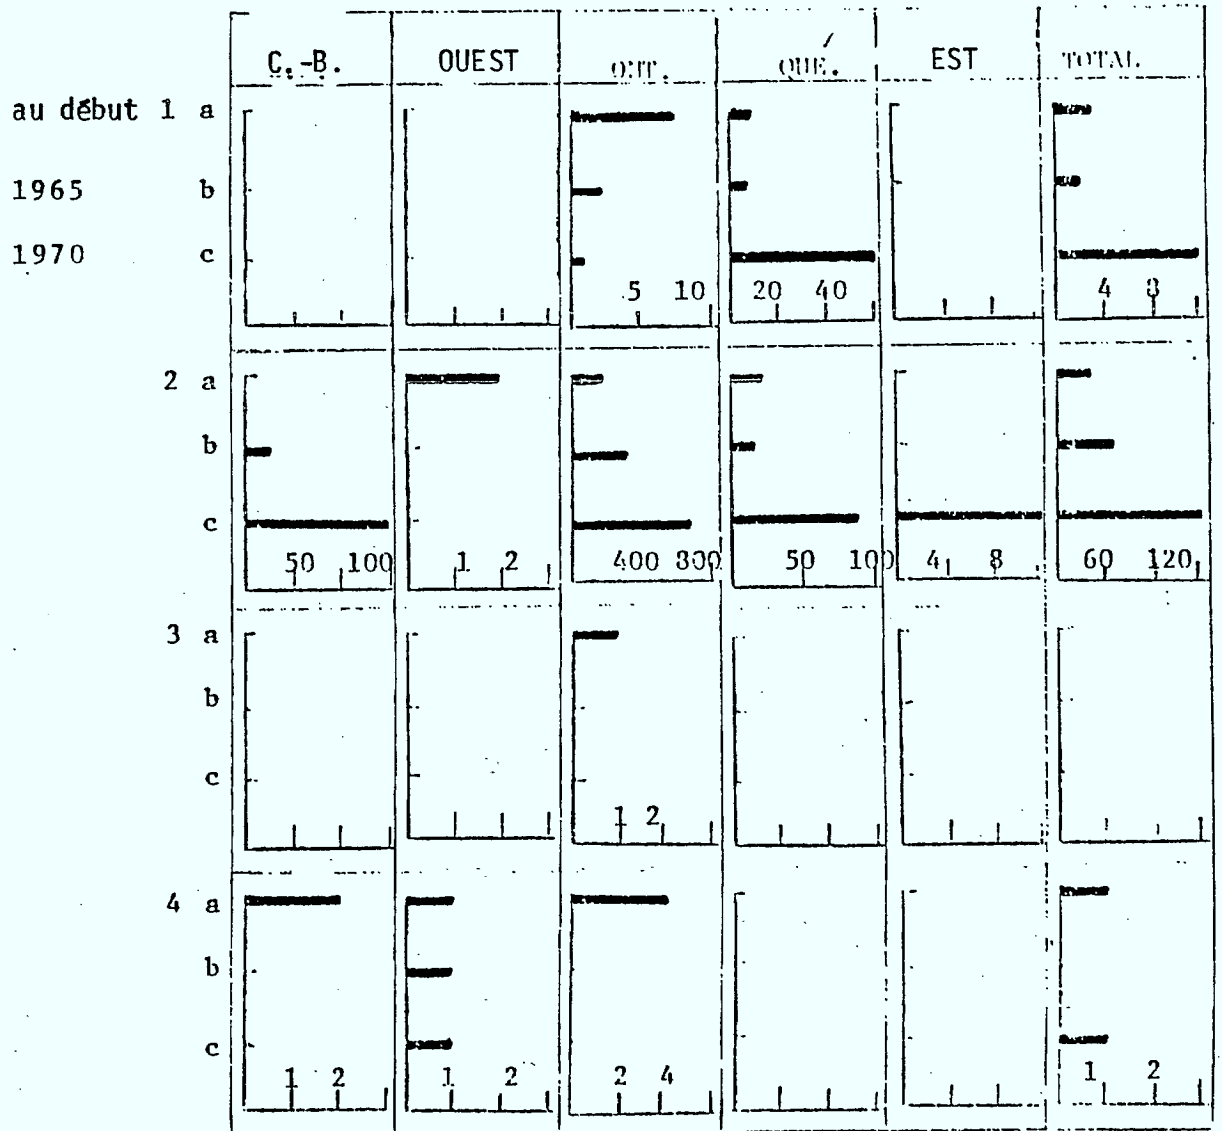 C.-B. OUEST ONT. QUE. EST TOTAL
au début 1 a
1965 b
1970 c
5 10 20 40 4 8
2 a
b
c
50 100 1 2 400 800 50 100 4 8 60 120
3 a
b
c
1 2
4 a
b
c
1 2 1 2 2 4 1 2